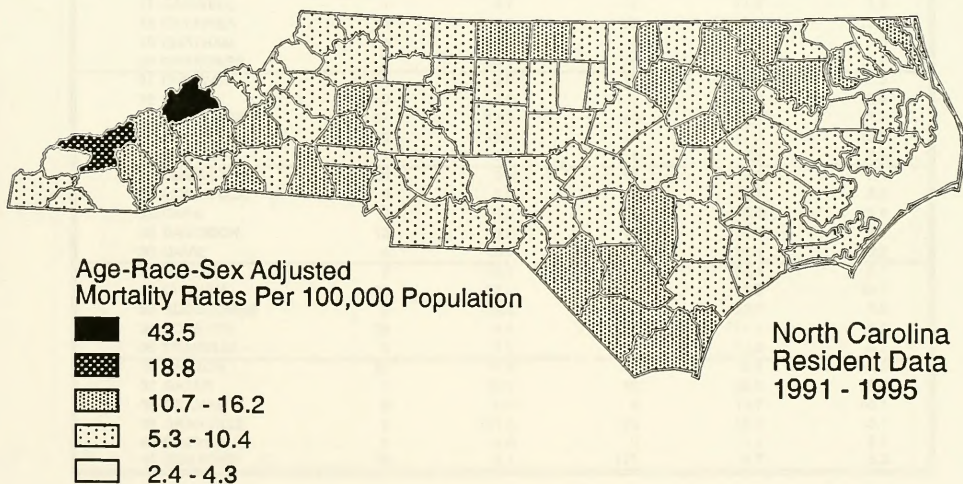 Age-Race-Sex Adjusted
Mortality Rates Per 100,000 Population
43.5
18.8
10.7 - 16.2
5.3 - 10.4
2.4 - 4.3
North Carolina
Resident Data
1991 - 1995